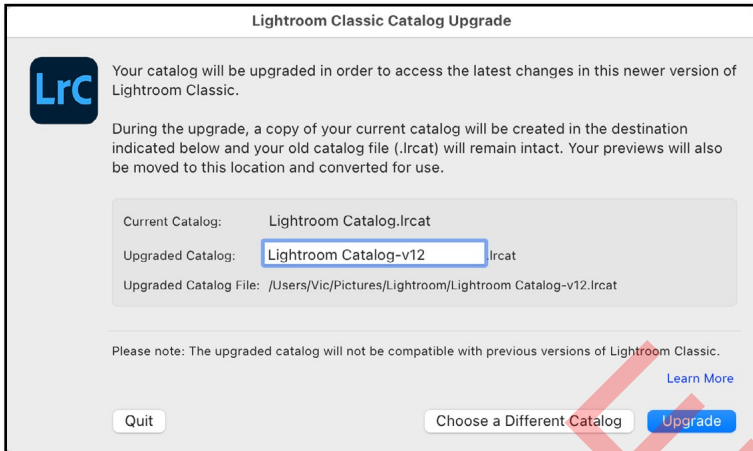 Lightroom Classic Catalog Upgrade
LrC
Your catalog will be upgraded in order to access the latest changes in this newer version of
Lightroom Classic.
During the upgrade, a copy of your current catalog will be created in the destination
indicated below and your old catalog file (.lrcat) will remain intact. Your previews will also
be moved to this location and converted for use.
Current Catalog: Lightroom Catalog.lrcat
Upgraded Catalog: Lightroom Catalog-v12 .lrcat
Upgraded Catalog File: /Users/Vic/Pictures/Lightroom/Lightroom Catalog-v12.lrcat
Please note: The upgraded catalog will not be compatible with previous versions of Lightroom Classic.
Learn More
Quit Choose a Different Catalog Upgrade